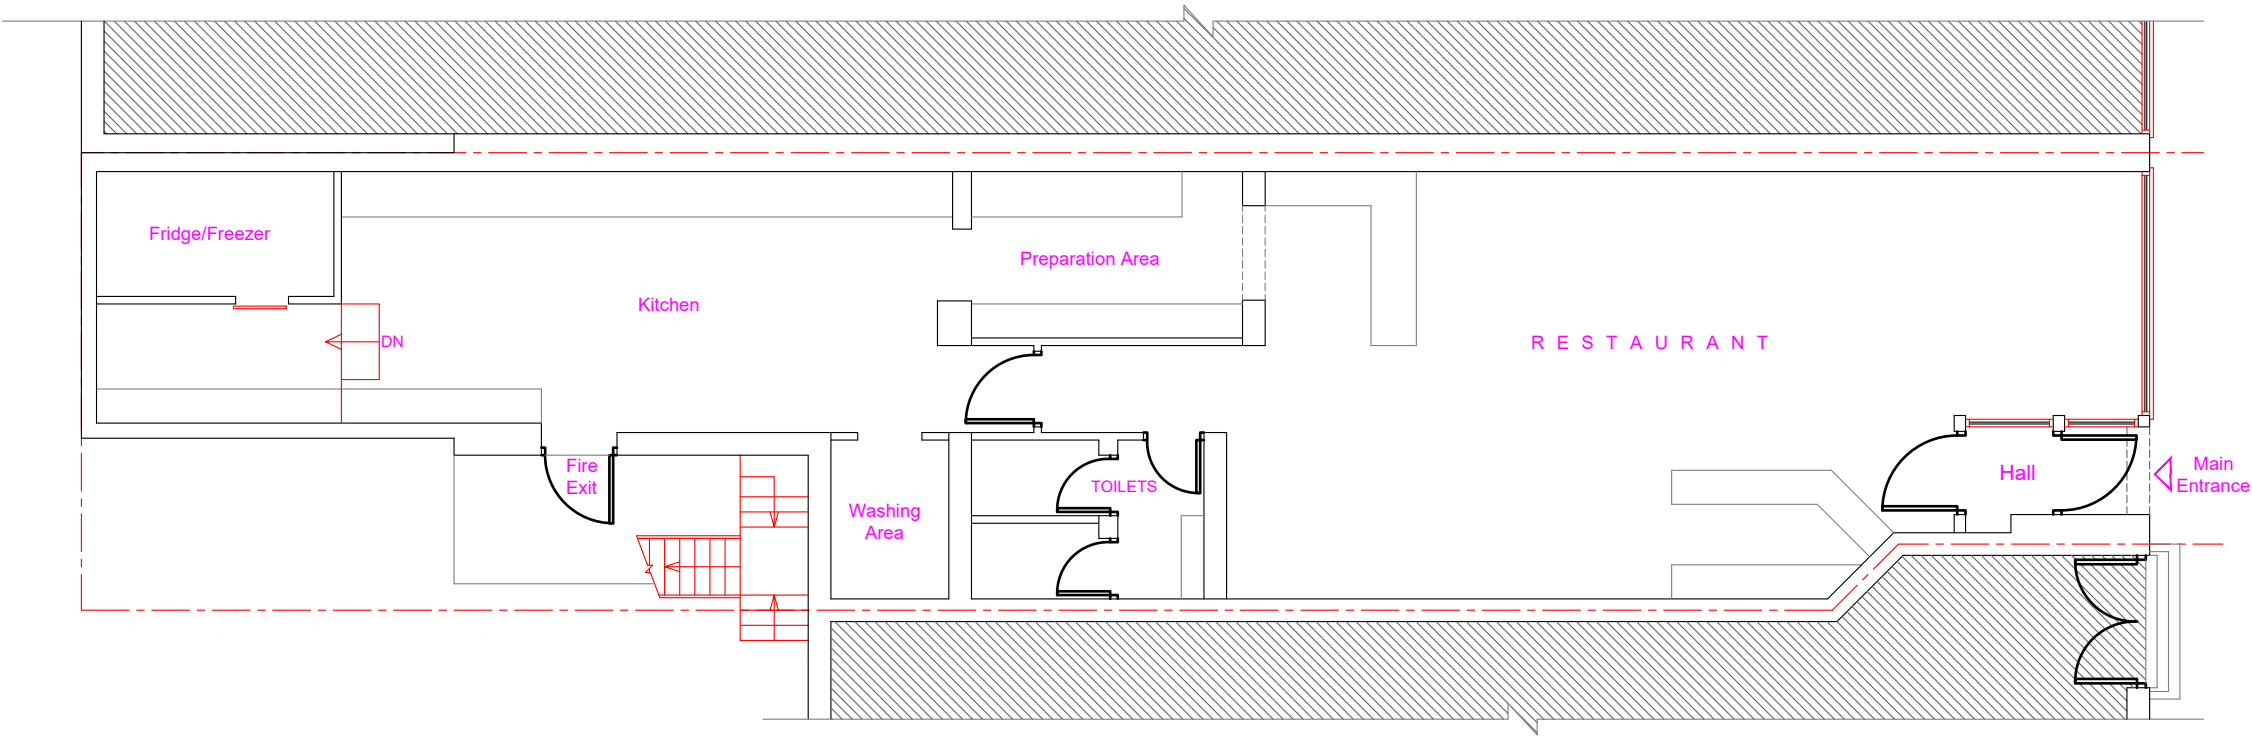 Fridge/Freezer
Preparation Area
Kitchen
DN
R E S T A U R A N T
Fire
Exit
Washing
Area
TOILETS
Hall
Main
Entrance